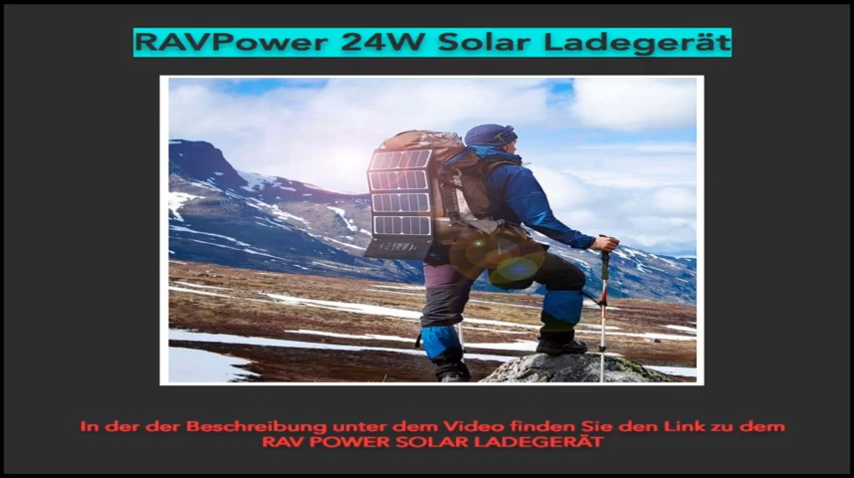 RAVPower 24W Solar Ladegerät
In der der Beschreibung unter dem Video finden Sie den Link zu dem
RAV POWER SOLAR LADEGERÄT